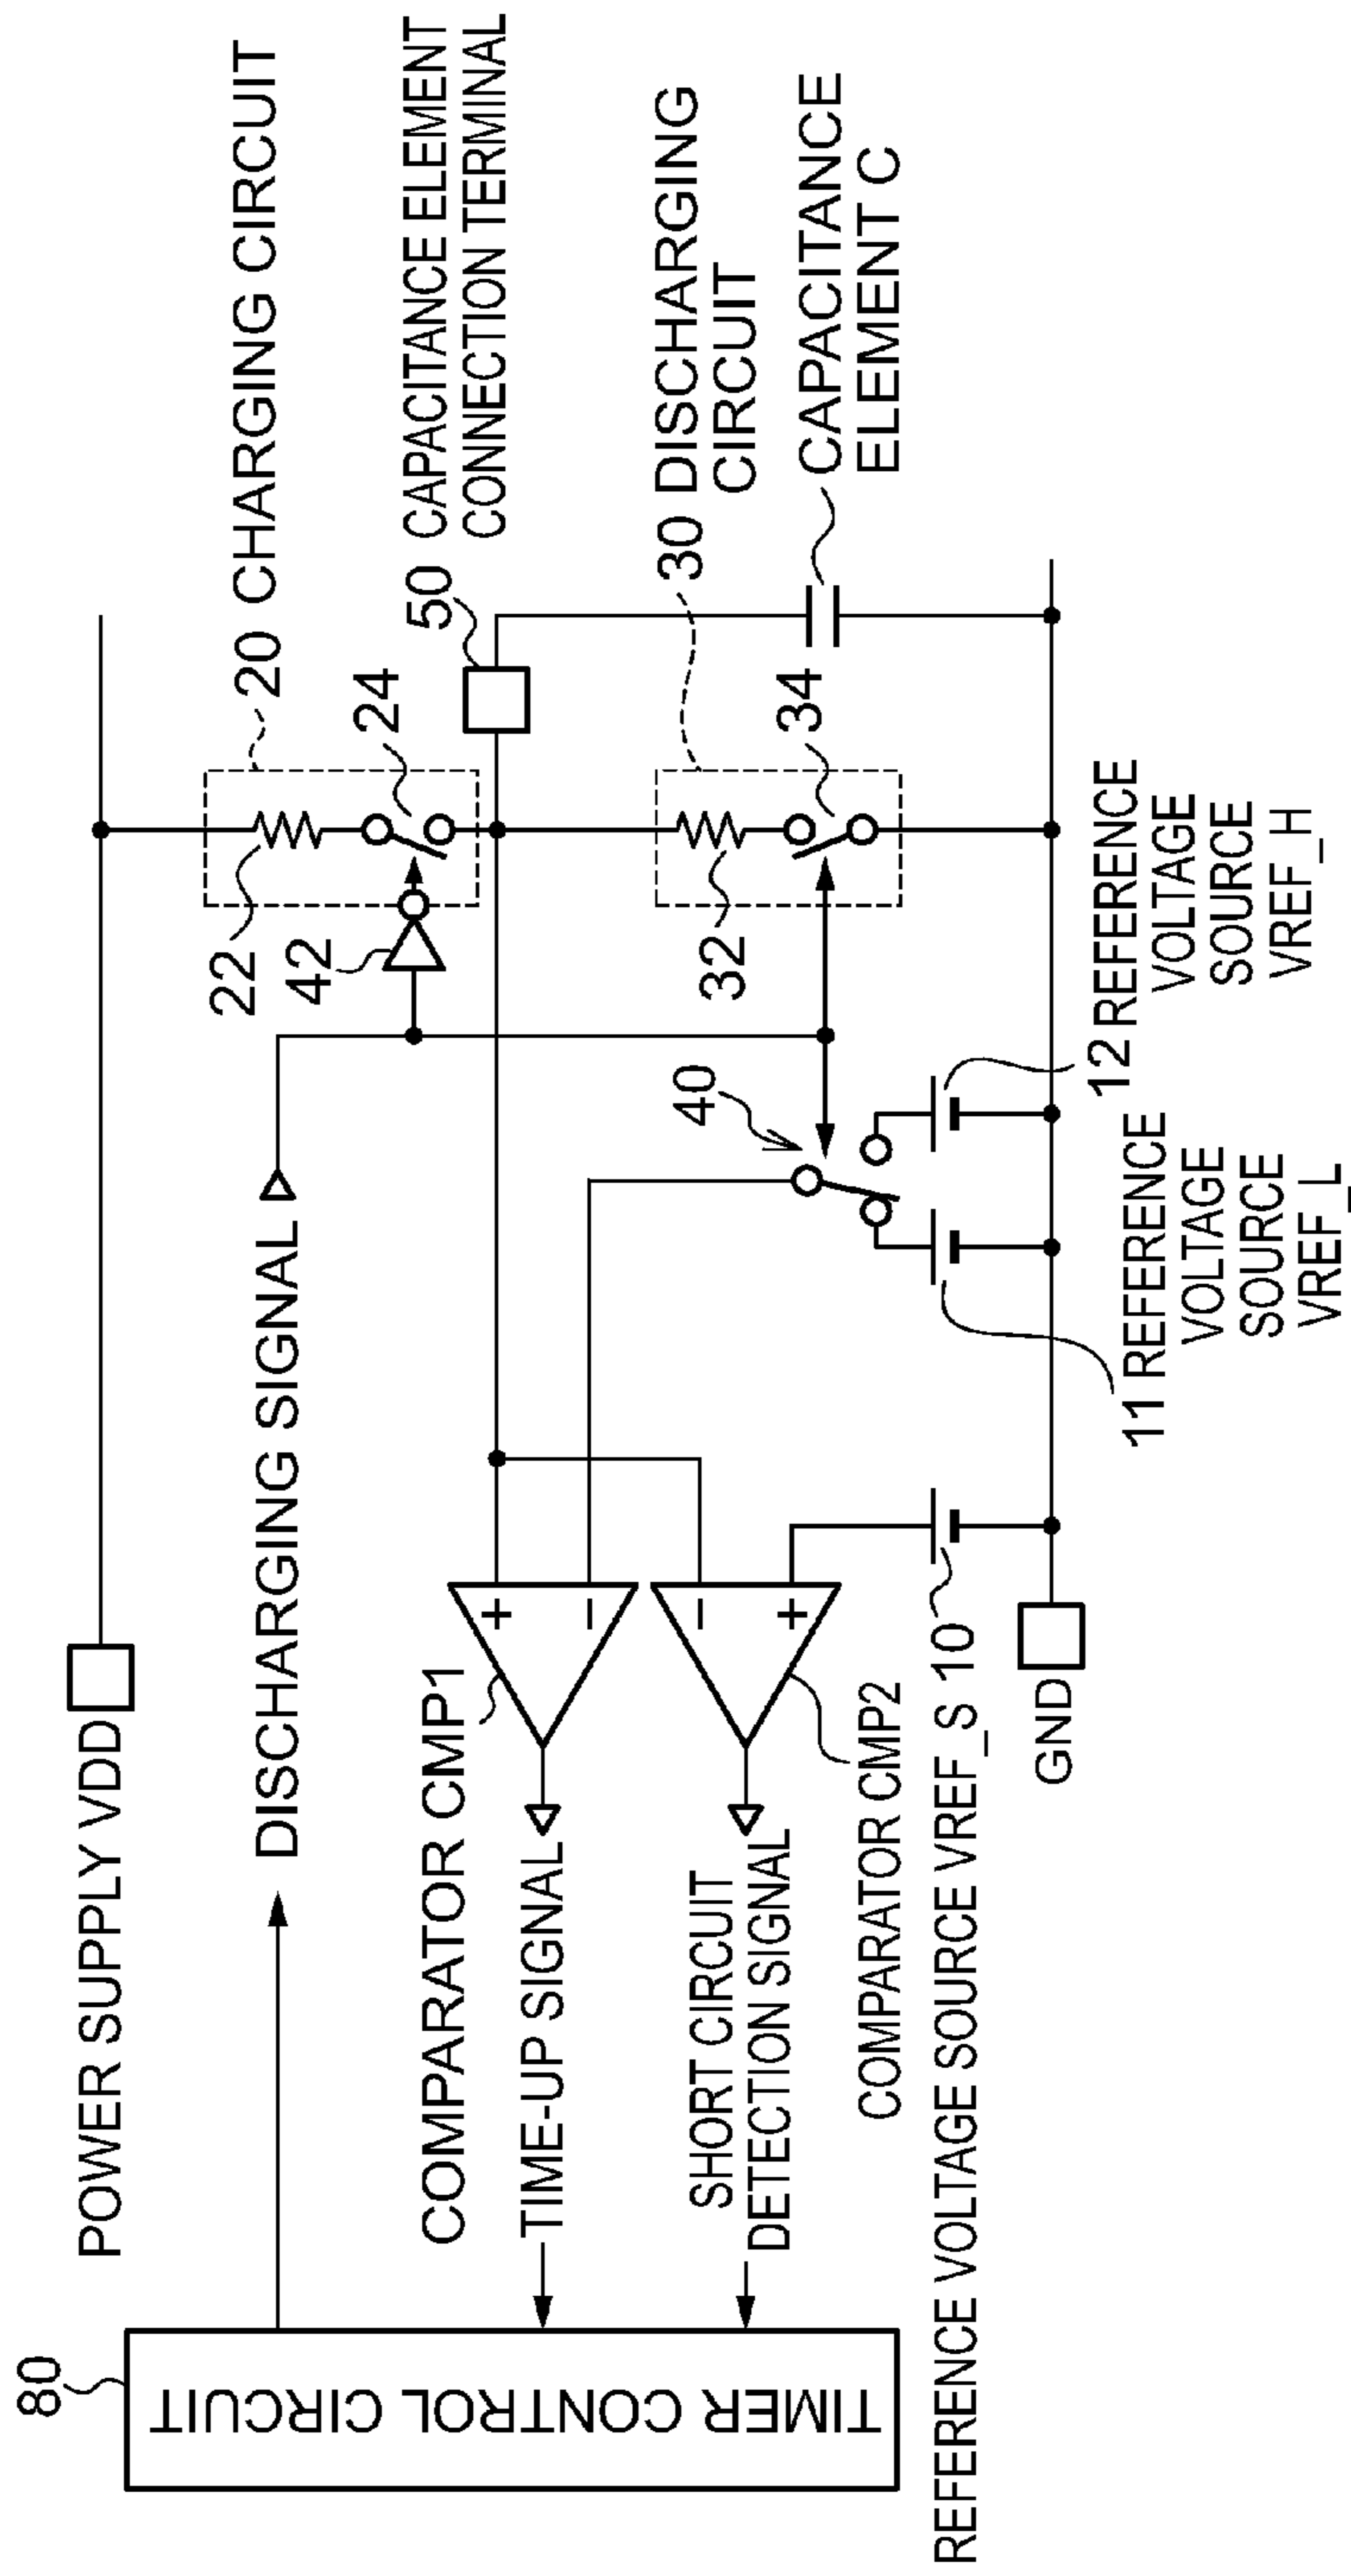 80
TIMER CONTROL CIRCUIT
POWER SUPPLY VDD
DISCHARGING SIGNAL
COMPARATOR CMP1
TIME-UP SIGNAL
SHORT CIRCUIT
DETECTION SIGNAL
COMPARATOR CMP2
REFERENCE VOLTAGE SOURCE VREF_S 10
GND
+
−
−
+
11 REFERENCE
VOLTAGE
SOURCE
VREF_L
12 REFERENCE
VOLTAGE
SOURCE
VREF_H
40
42
22
24
32
34
20 CHARGING CIRCUIT
50 CAPACITANCE ELEMENT
CONNECTION TERMINAL
30 DISCHARGING
CIRCUIT
CAPACITANCE
ELEMENT C